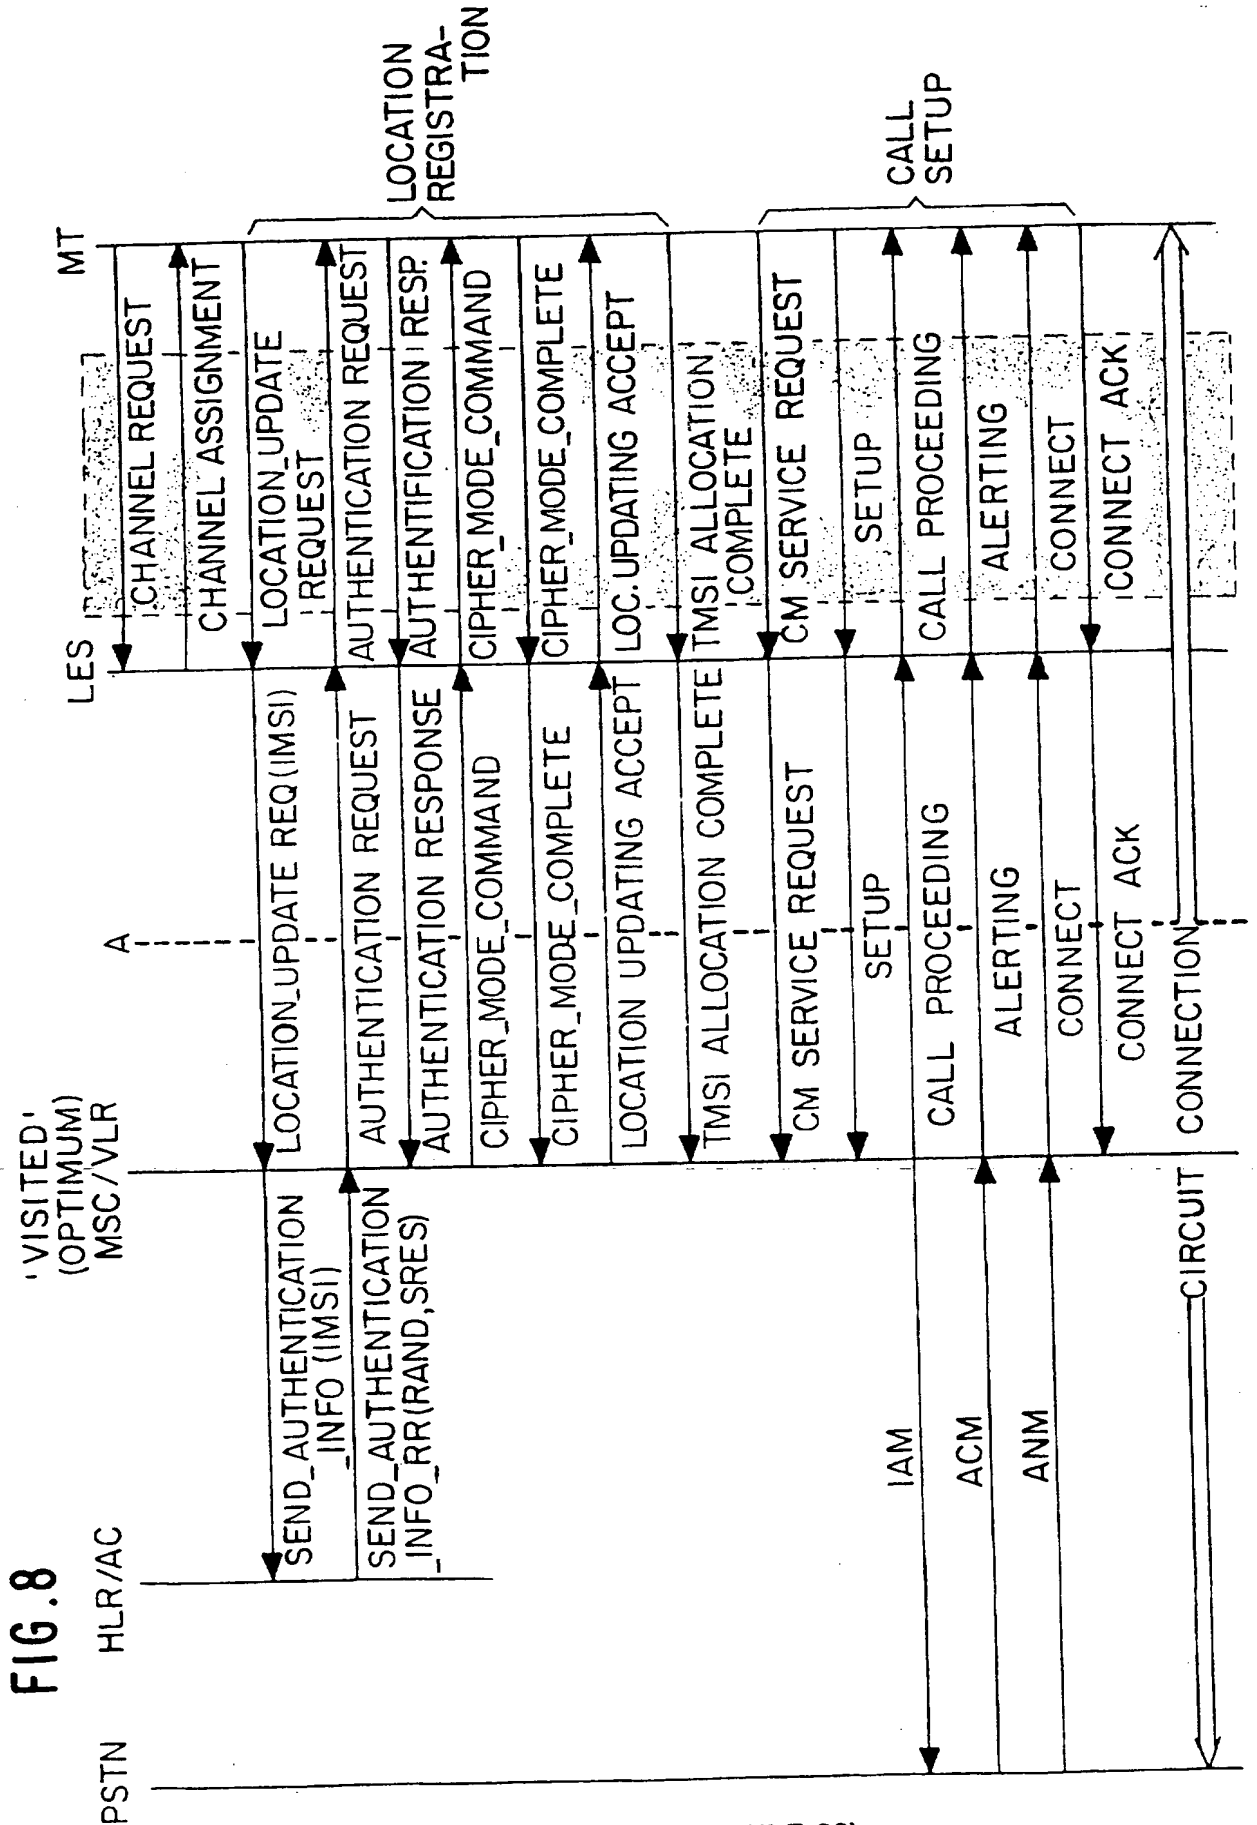 FIG.8
PSTN
HLR/AC
'VISITED'
(OPTIMUM)
MSC/VLR
A
LES
MT
CHANNEL REQUEST
CHANNEL ASSIGNMENT
LOCATION_UPDATE
REQUEST
LOCATION_UPDATE REQ(IMSI)
SEND_AUTHENTICATION
_INFO (IMSI)
SEND_AUTHENTICATION
_INFO_RR(RAND,SRES)
AUTHENTICATION REQUEST
AUTHENTICATION REQUEST
AUTHENTIFICATION RESP.
AUTHENTICATION RESPONSE
CIPHER_MODE_COMMAND
CIPHER_MODE_COMMAND
CIPHER_MODE_COMPLETE
CIPHER_MODE_COMPLETE
LOCATION UPDATING ACCEPT
LOC.UPDATING ACCEPT
TMSI ALLOCATION
COMPLETE
TMSI ALLOCATION COMPLETE
LOCATION
REGISTRA-
TION
CM SERVICE REQUEST
CM SERVICE REQUEST
SETUP
SETUP
IAM
CALL PROCEEDING
CALL PROCEEDING
ACM
ALERTING
ALERTING
ANM
CONNECT
CONNECT
CONNECT ACK
CONNECT ACK
CALL
SETUP
CIRCUIT CONNECTION